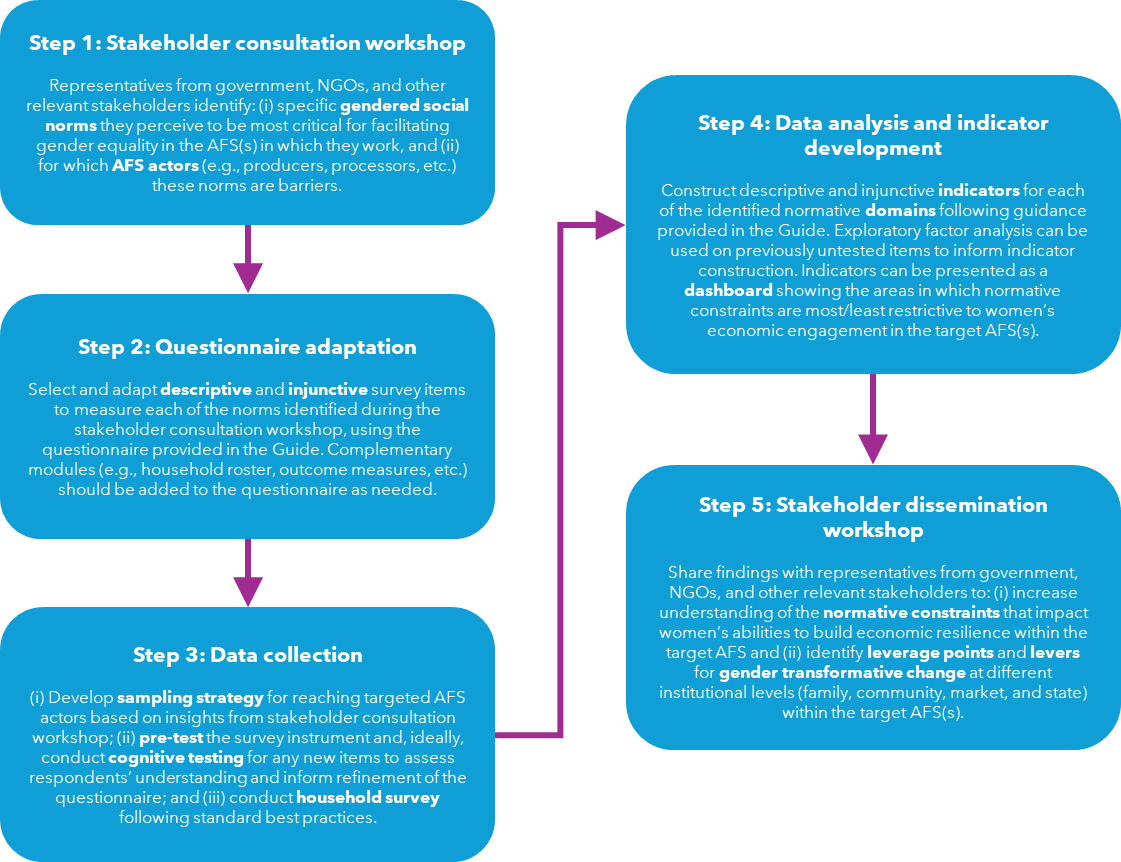 Step 1: Stakeholder consultation workshop
Representatives from government, NGOs, and other
relevant stakeholders identify: (i) specific gendered social
norms they perceive to be most critical for facilitating
gender equality in the AFS(s) in which they work, and (ii)
for which AFS actors (e.g., producers, processors, etc.)
these norms are barriers.
Step 2: Questionnaire adaptation
Select and adapt descriptive and injunctive survey items
to measure each of the norms identified during the
stakeholder consultation workshop, using the
questionnaire provided in the Guide. Complementary
modules (e.g., household roster, outcome measures, etc.)
should be added to the questionnaire as needed.
Step 3: Data collection
(i) Develop sampling strategy for reaching targeted AFS
actors based on insights from stakeholder consultation
workshop; (ii) pre-test the survey instrument and, ideally,
conduct cognitive testing for any new items to assess
respondents’ understanding and inform refinement of the
questionnaire; and (iii) conduct household survey
following standard best practices.
Step 4: Data analysis and indicator
development
Construct descriptive and injunctive indicators for each
of the identified normative domains following guidance
provided in the Guide. Exploratory factor analysis can be
used on previously untested items to inform indicator
construction. Indicators can be presented as a
dashboard showing the areas in which normative
constraints are most/least restrictive to women’s
economic engagement in the target AFS(s).
Step 5: Stakeholder dissemination
workshop
Share findings with representatives from government,
NGOs, and other relevant stakeholders to: (i) increase
understanding of the normative constraints that impact
women’s abilities to build economic resilience within the
target AFS and (ii) identify leverage points and levers
for gender transformative change at different
institutional levels (family, community, market, and state)
within the target AFS(s).